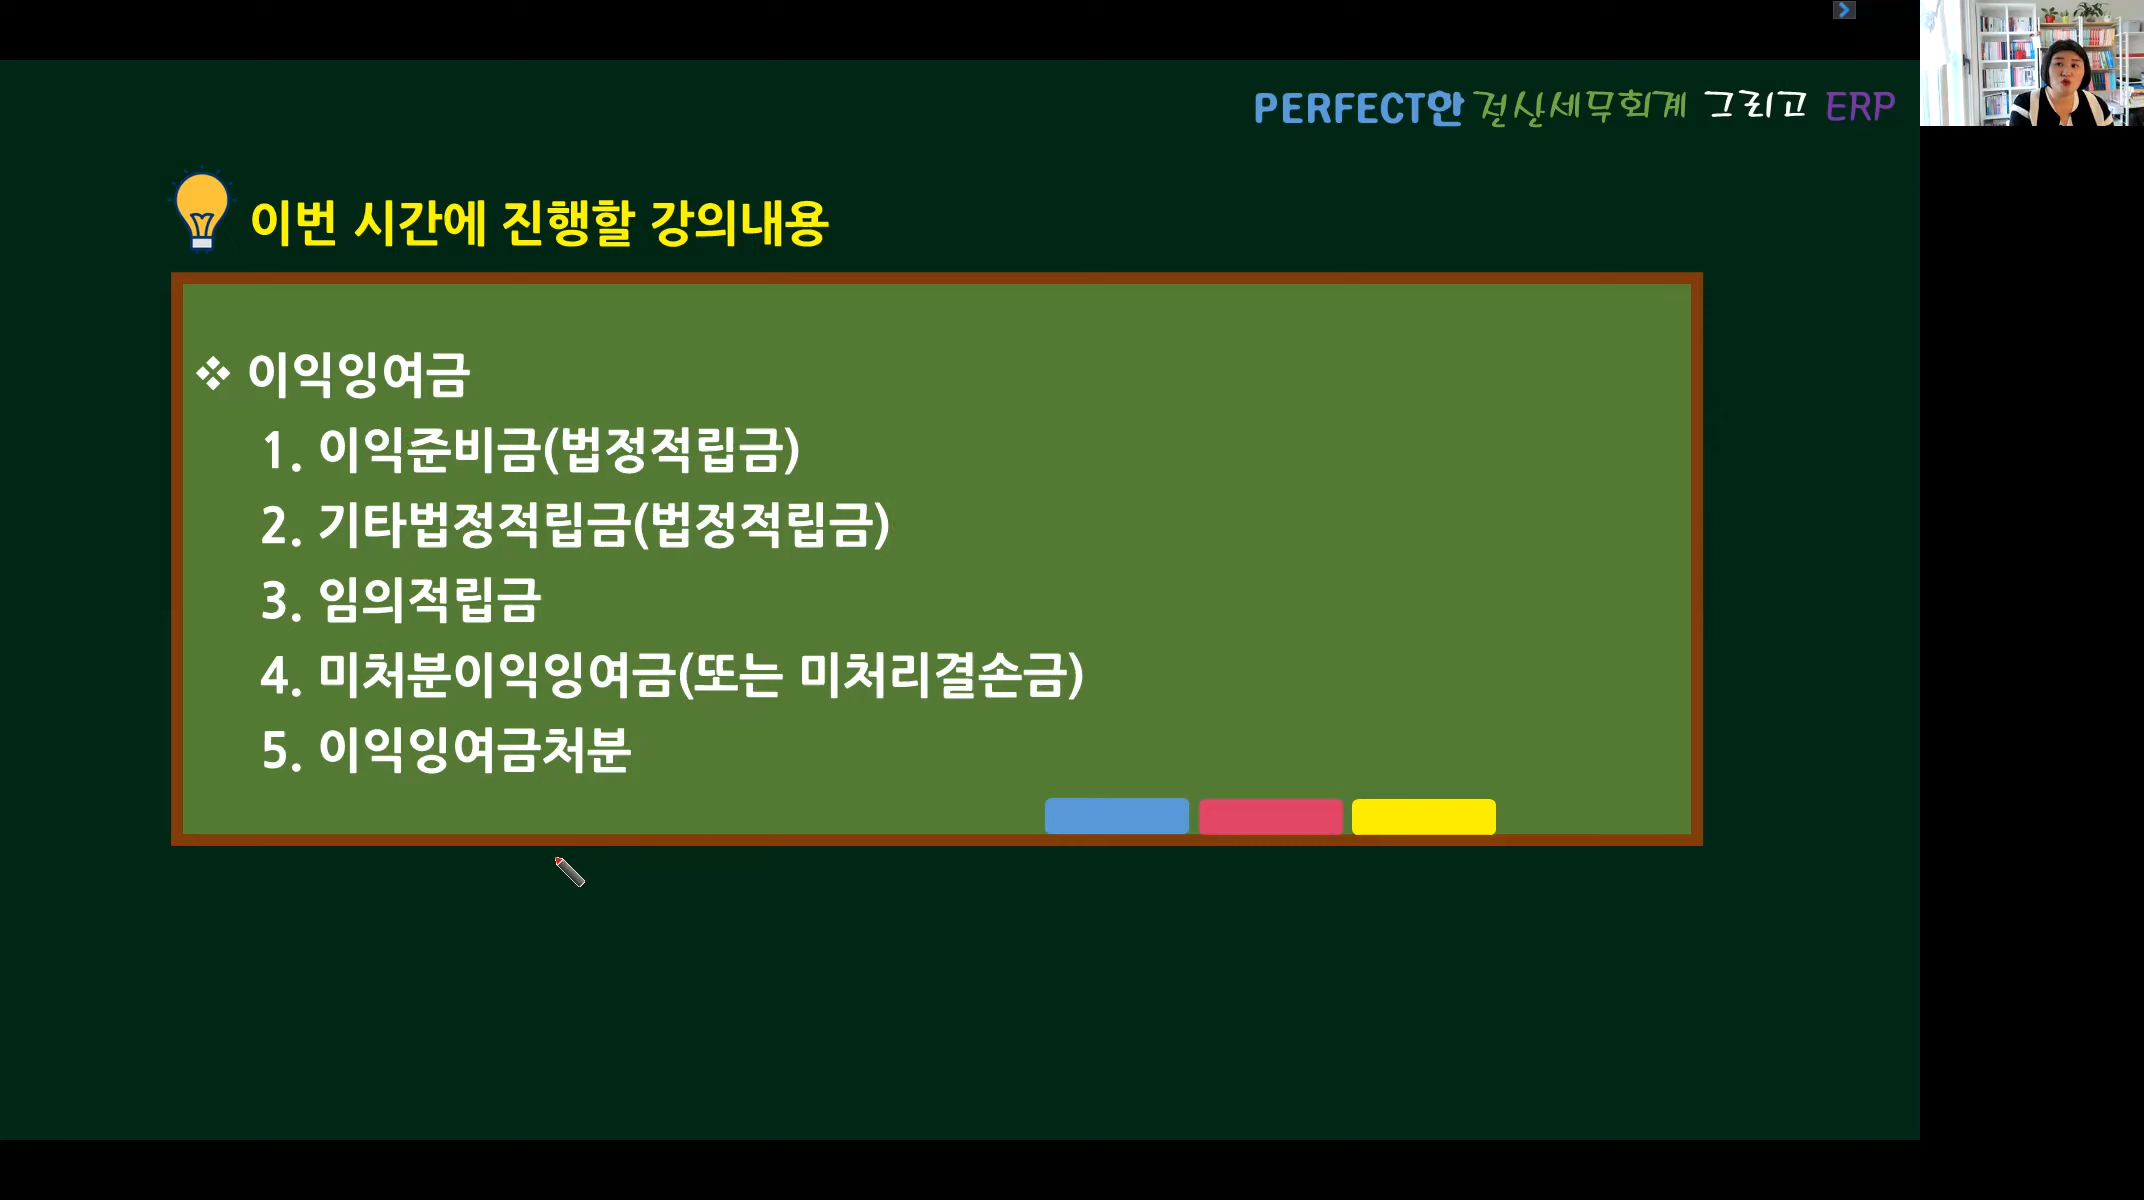 PERFECT한 전산세무회계 그리고 ERP
이번 시간에 진행할 강의내용
❖ 이익잉여금
1. 이익준비금(법정적립금)
2. 기타법정적립금(법정적립금)
3. 임의적립금
4. 미처분이익잉여금(또는 미처리결손금)
5. 이익잉여금처분